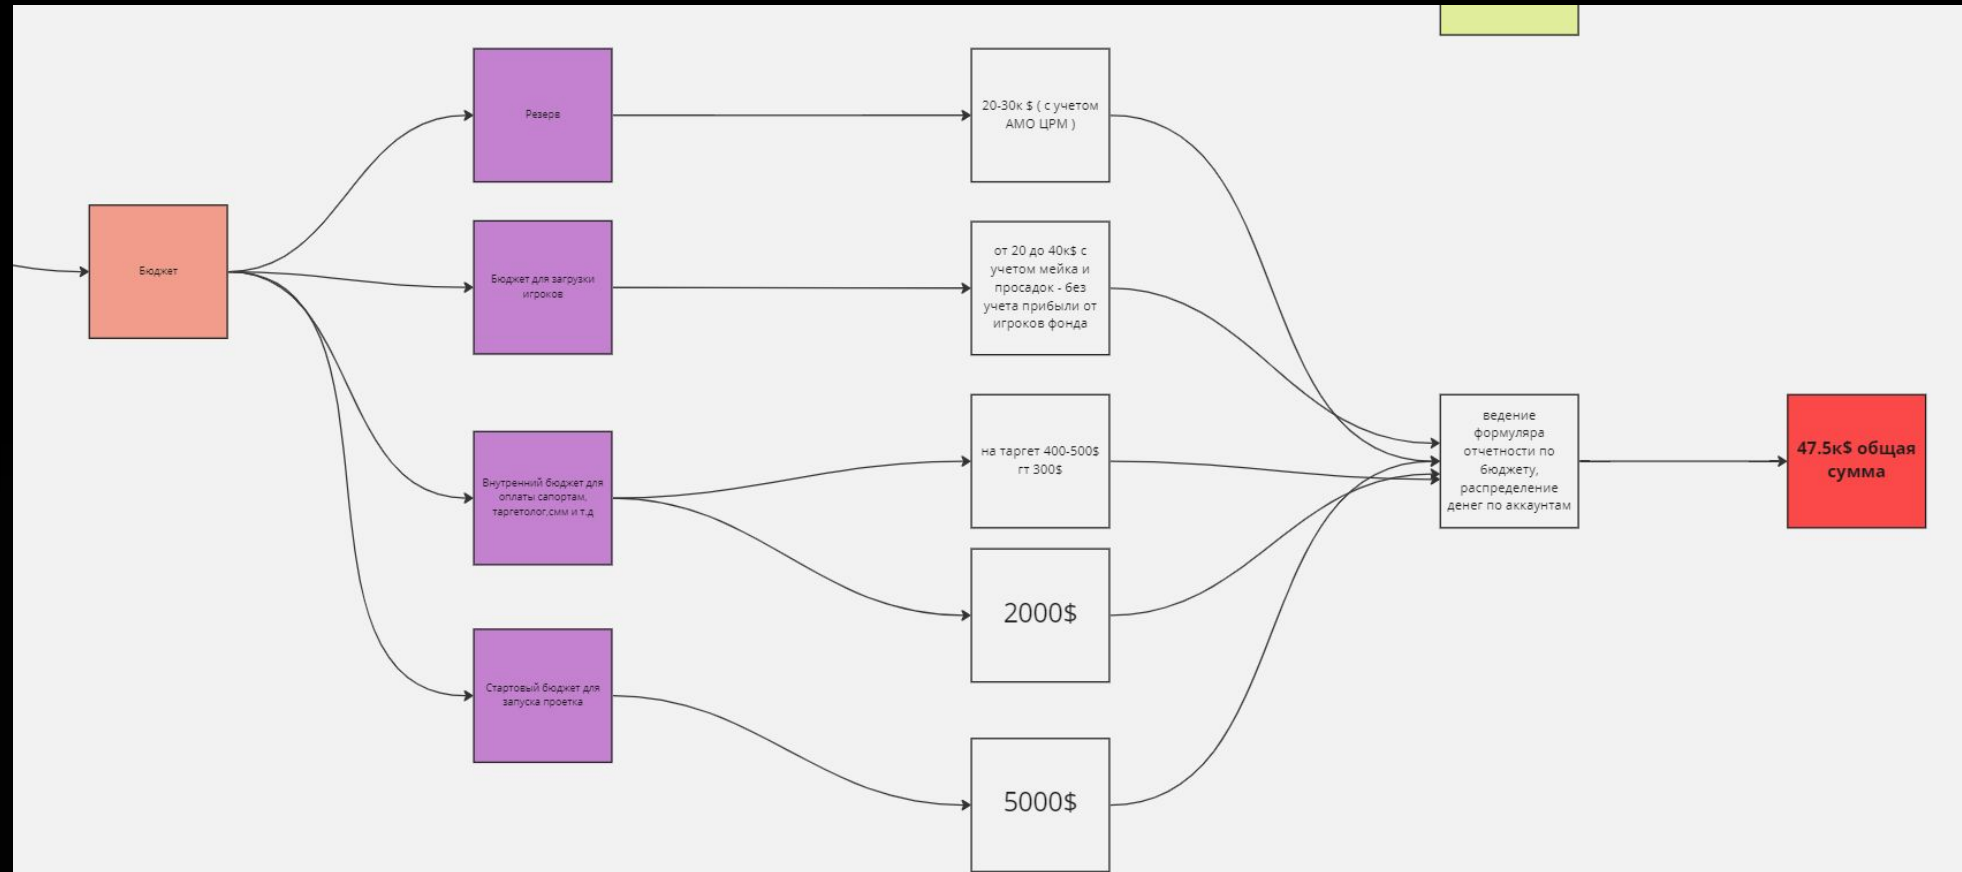 Бюджет
Резерв
Бюджет для загрузки
игроков
Внутренний бюджет для
оплаты сапортам,
таргетолог,смм и т.д
Стартовый бюджет для
запуска проетка
20-30к $ ( с учетом
АМО ЦРМ )
от 20 до 40к$ с
учетом мейка и
просадок - без
учета прибыли от
игроков фонда
на таргет 400-500$
гт 300$
2000$
5000$
ведение
формуляра
отчетности по
бюджету,
распределение
денег по аккаунтам
47.5к$ общая
сумма